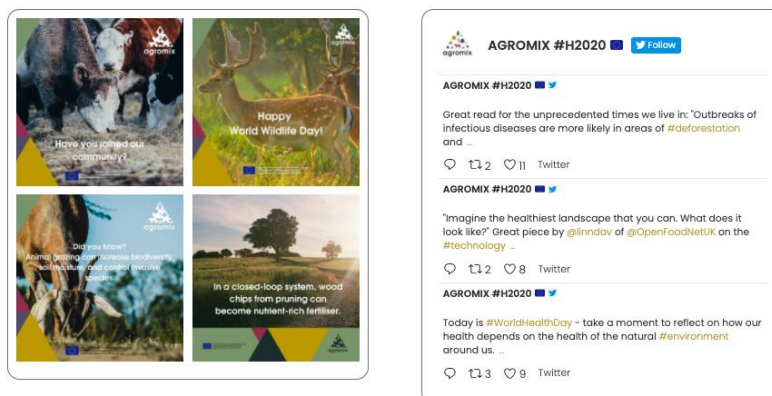 agromix
Have you joined our
community?
agromix
Happy
World Wildlife Day!
agromix
Did you know?
Animal grazing can increase biodiversity,
soil moisture, and control invasive
species.
In a closed-loop system, wood
chips from pruning can
become nutrient-rich fertiliser.
agromix
agromix
AGROMIX #H2020
Follow
AGROMIX #H2020
Great read for the unprecedented times we live in: "Outbreaks of
infectious diseases are more likely in areas of #deforestation
and ...
2 11 Twitter
AGROMIX #H2020
"Imagine the healthiest landscape that you can. What does it
look like?" Great piece by @linndav of @OpenFoodNetUK on the
#technology ...
2 8 Twitter
AGROMIX #H2020
Today is #WorldHealthDay - take a moment to reflect on how our
health depends on the health of the natural #environment
around us. ...
3 9 Twitter